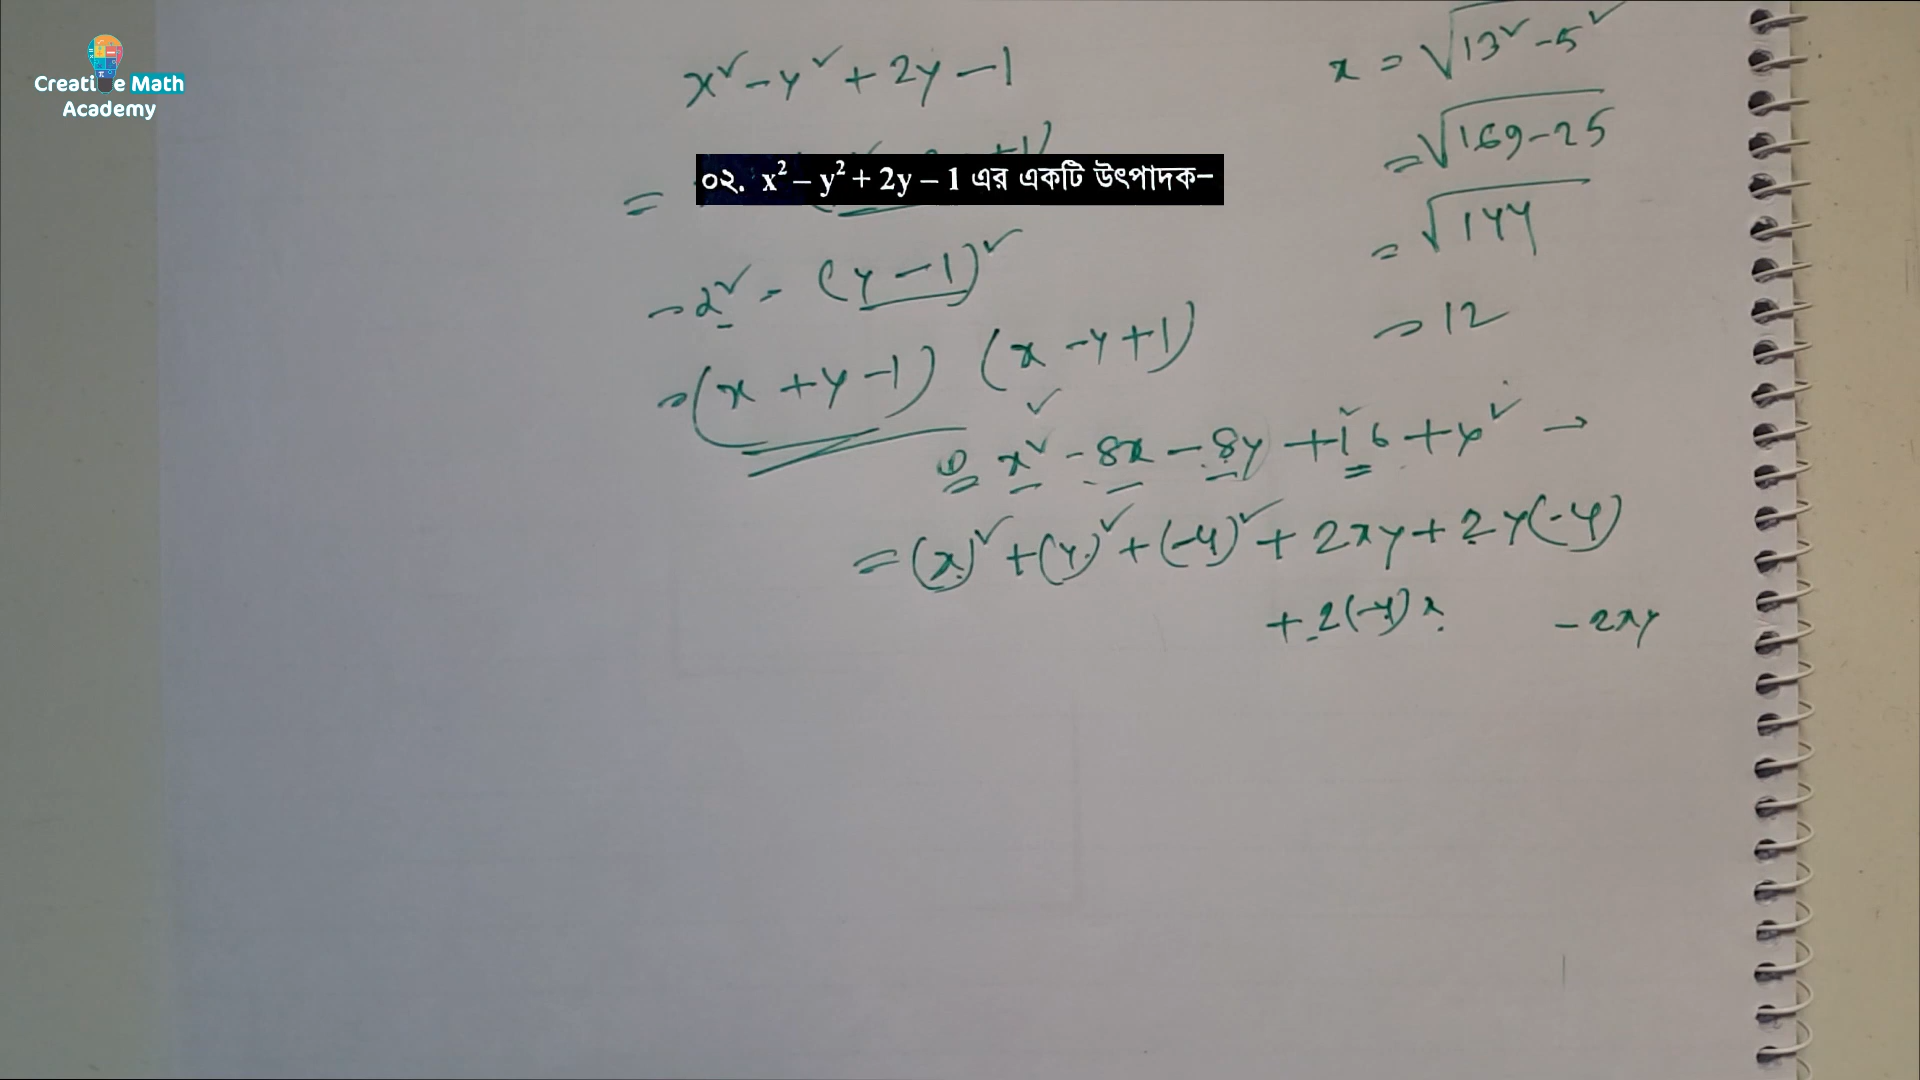 Creative Math
Academy
x² - y² + 2y - 1
০২. x² – y² + 2y – 1 এর একটি উৎপাদক–
+1)
=
→ x² - (y - 1)²
→ (x + y - 1) (x - y + 1)
x = √13² - 5²
= √169 - 25
= √144
→ 12
x² - 8x - 8y + 16 + y² →
= (x)² + (y)² + (-4)² + 2xy + 2y(-4)
+ 2(-4)x - 2xy